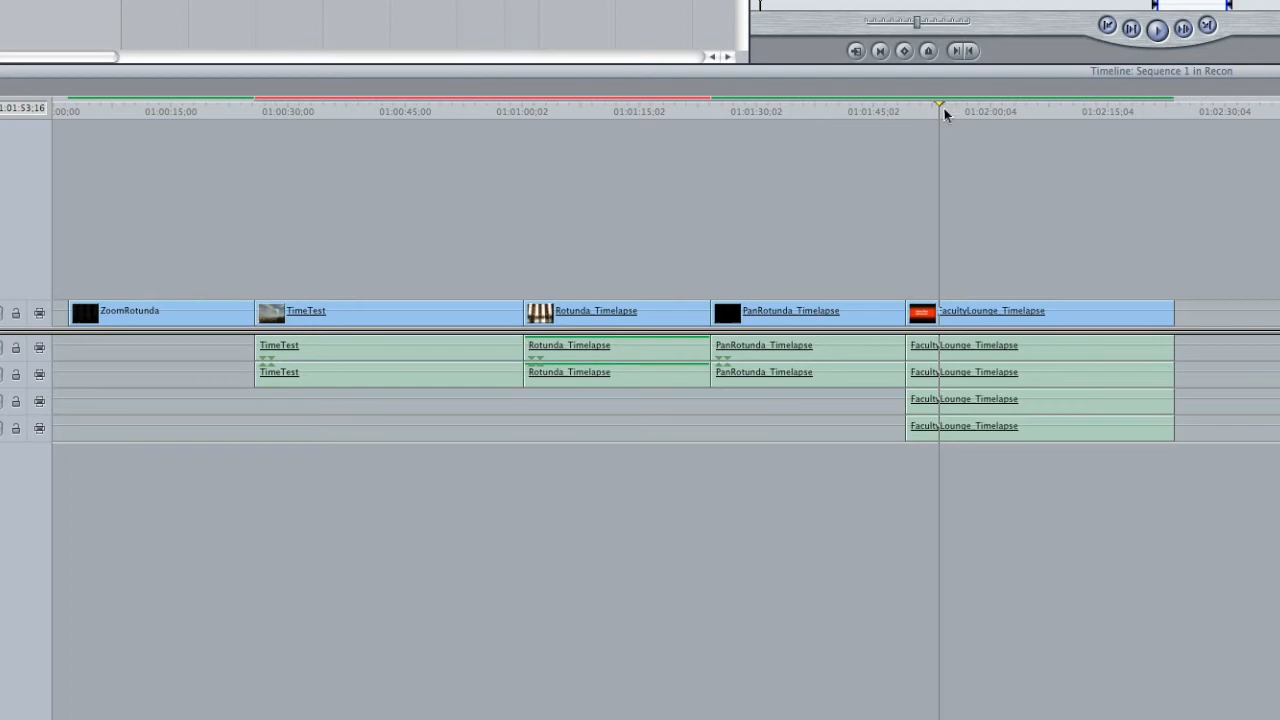 Timeline: Sequence 1 in Recon
1:01:53;16
:00;00 01:00:15;00 01:00:30;00 01:00:45;00 01:01:00;02 01:01:15;02 01:01:30;02 01:01:45;02 01:02:00;04 01:02:15;04 01:02:30;04
ZoomRotunda TimeTest Rotunda_Timelapse PanRotunda_Timelapse FacultyLounge_Timelapse
TimeTest Rotunda_Timelapse PanRotunda_Timelapse FacultyLounge_Timelapse
TimeTest Rotunda_Timelapse PanRotunda_Timelapse FacultyLounge_Timelapse
FacultyLounge_Timelapse
FacultyLounge_Timelapse